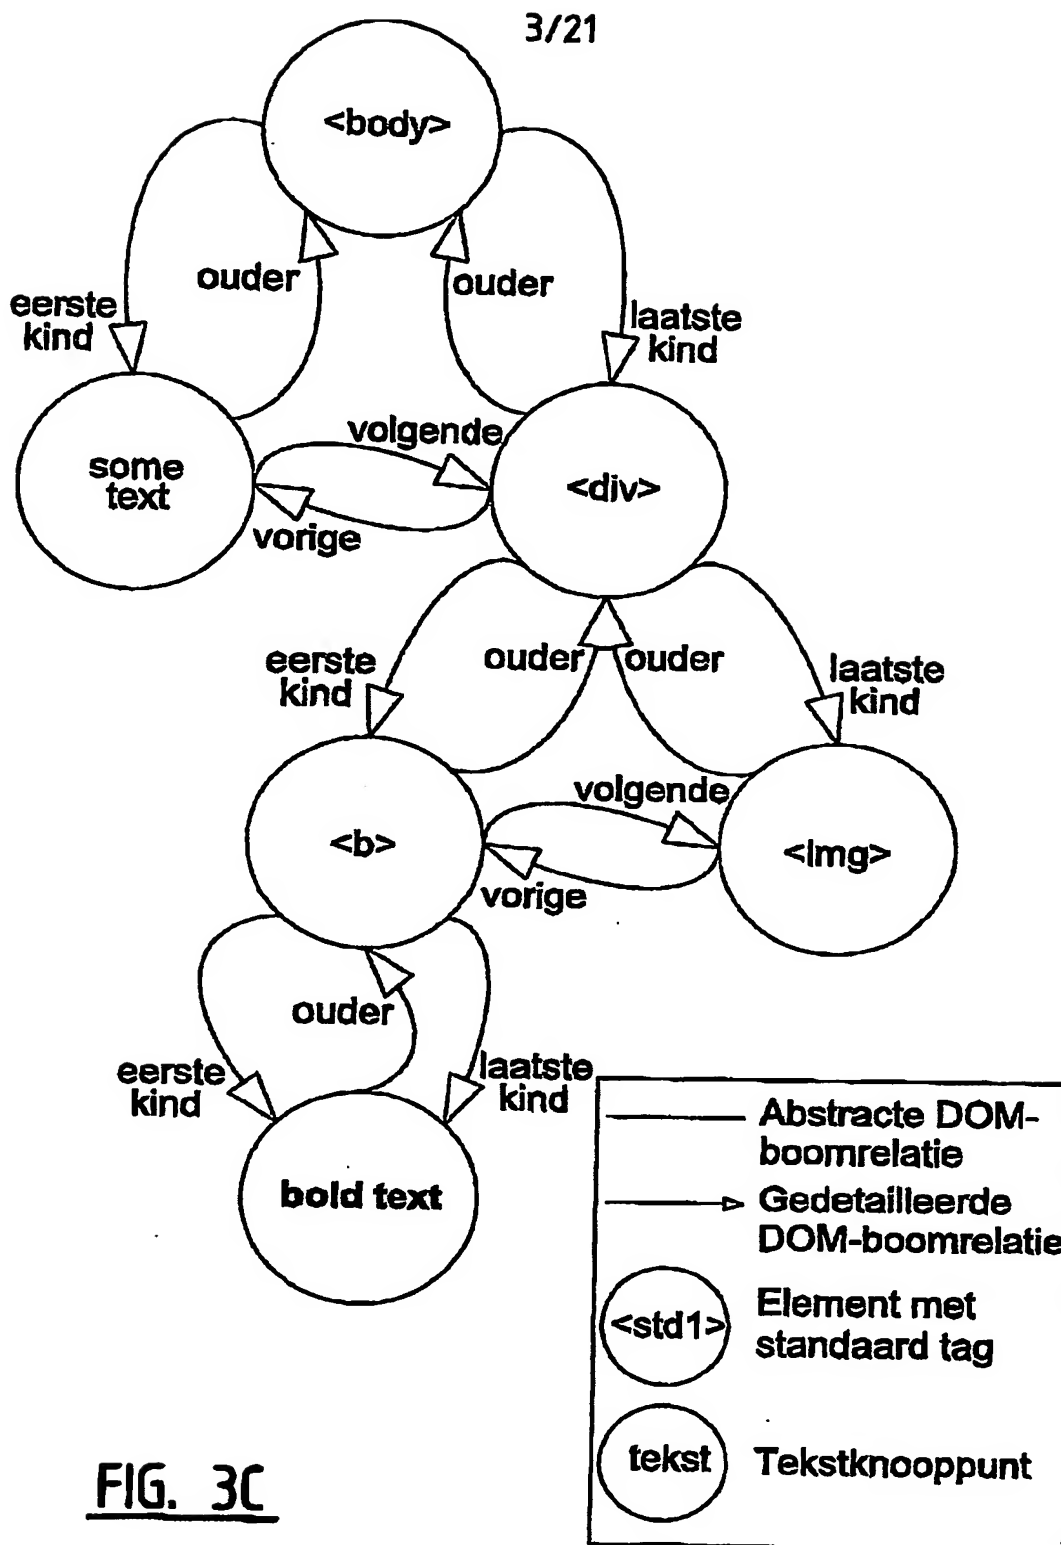 3/21
<body>
ouder
ouder
eerste
kind
laatste
kind
some
text
volgende
<div>
vorige
eerste
kind
ouder
ouder
laatste
kind
volgende
<b>
<Img>
vorige
ouder
eerste
kind
laatste
kind
bold text
Abstracte DOM-
boomrelatie
Gedetailleerde
DOM-boomrelatie
<std1>
Element met
standaard tag
tekst
Tekstknooppunt
FIG. 3C